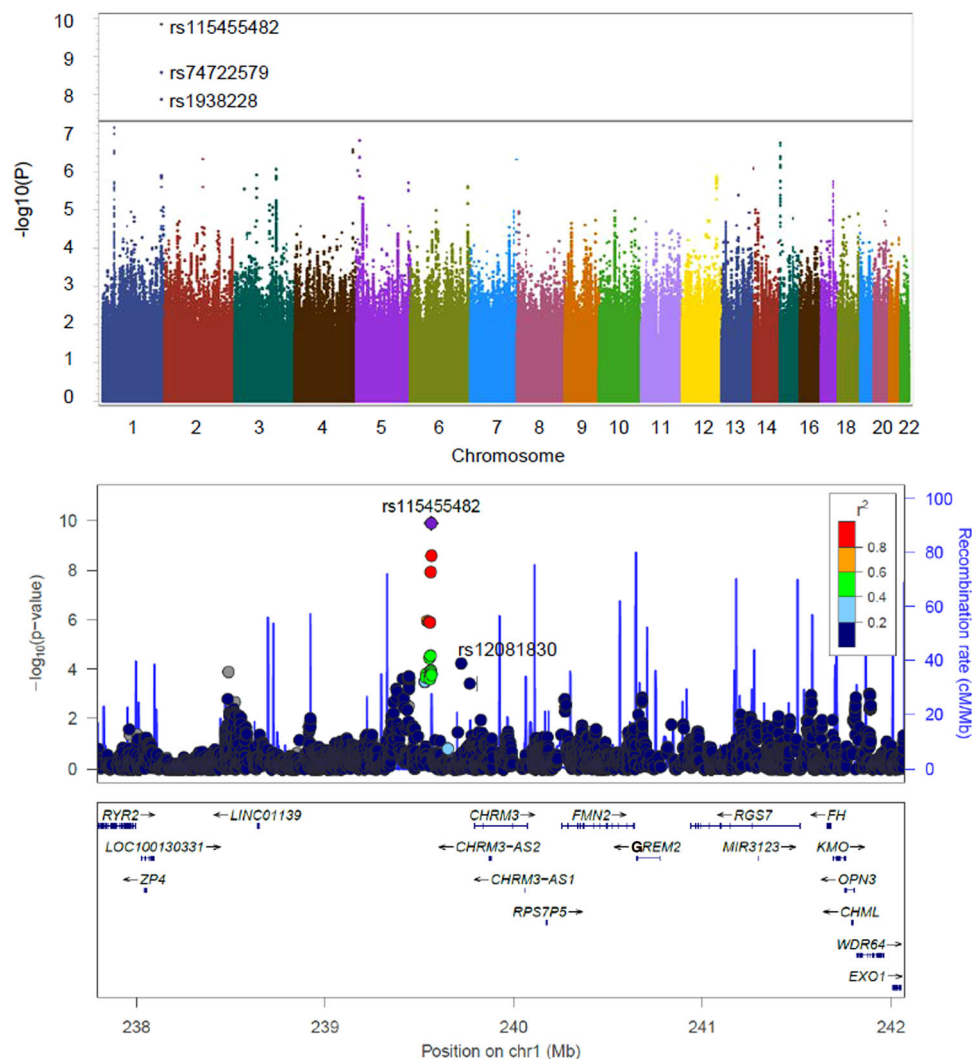 10
rs115455482
9
rs74722579
8
rs1938228
7
6
-log10(P)
5
4
3
2
1
0
1 2 3 4 5 6 7 8 9 10 11 12 13 14 16 18 20 22
Chromosome
rs115455482
r²
0.8
0.6
0.4
0.2
rs12081830
10
8
6
4
2
0
−log₁₀(p−value)
100
80
60
40
20
0
Recombination rate (cM/Mb)
RYR2→ ←LINC01139 CHRM3→ FMN2→ ←RGS7 ←FH
LOC100130331→ ←CHRM3−AS2 ←GREM2 MIR3123→ KMO→
←ZP4 ←CHRM3−AS1 ←OPN3
RPS7P5→ ←CHML
WDR64→
EXO1→
238 239 240 241 242
Position on chr1 (Mb)